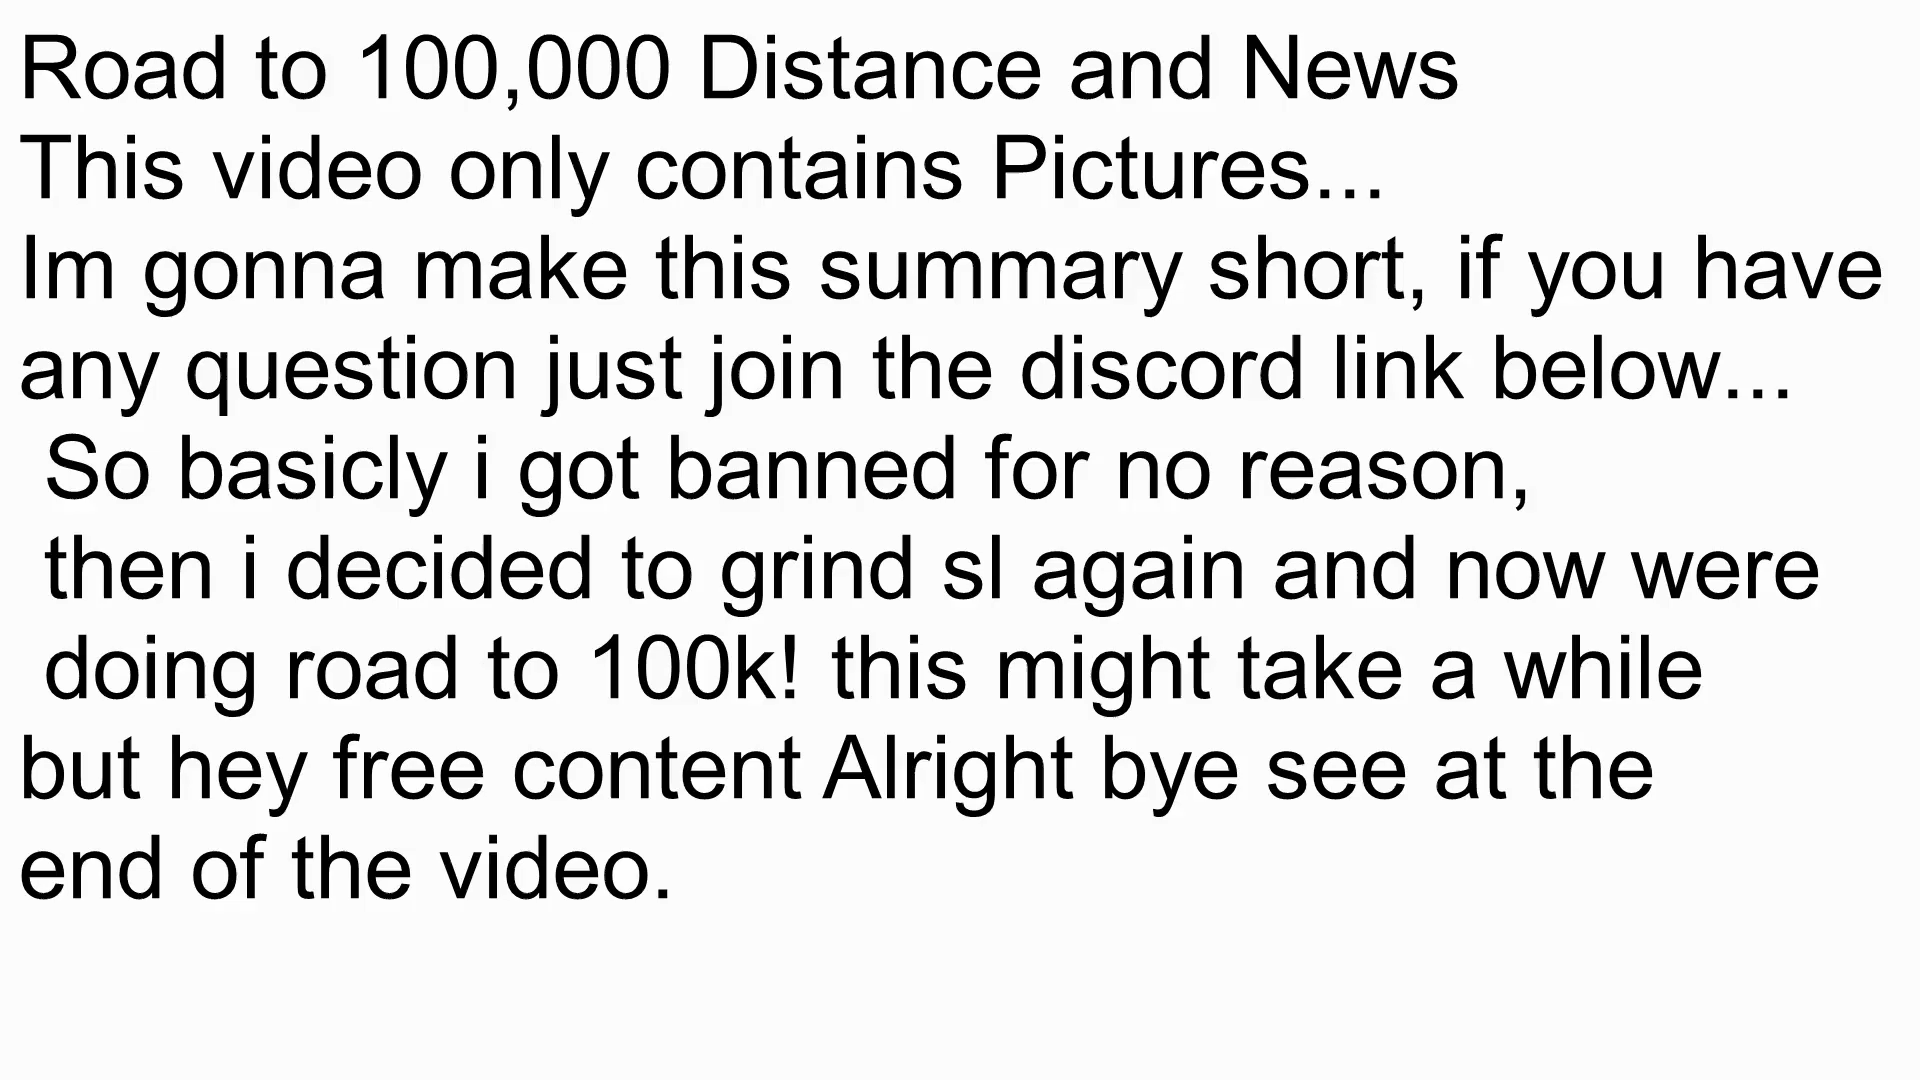 Road to 100,000 Distance and News
This video only contains Pictures...
Im gonna make this summary short, if you have
any question just join the discord link below...
So basicly i got banned for no reason,
then i decided to grind sl again and now were
doing road to 100k! this might take a while
but hey free content Alright bye see at the
end of the video.